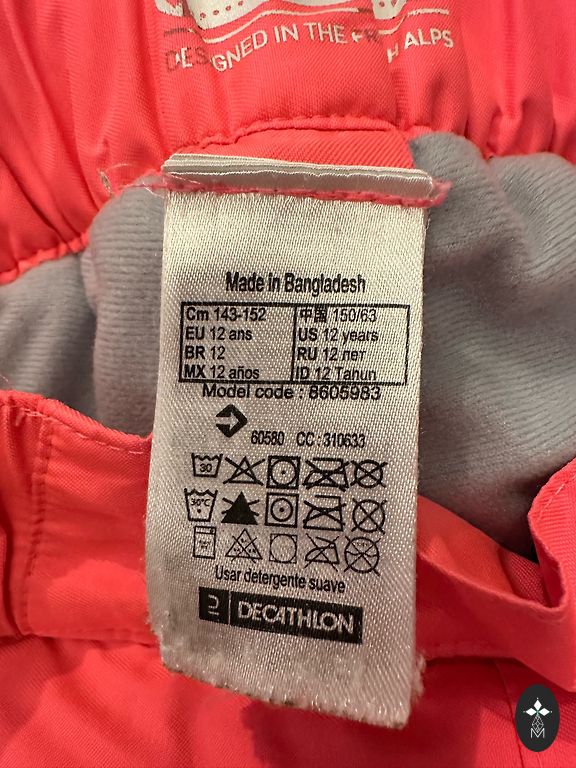 DESIGNED IN THE FR H ALPS
Made in Bangladesh
Cm 143-152 中国 150/63
EU 12 ans US 12 years
BR 12 RU 12 лет
MX 12 años ID 12 Tahun
Model code : 8605983
60580 CC : 310633
30
30°C
Usar detergente suave
DECATHLON
M